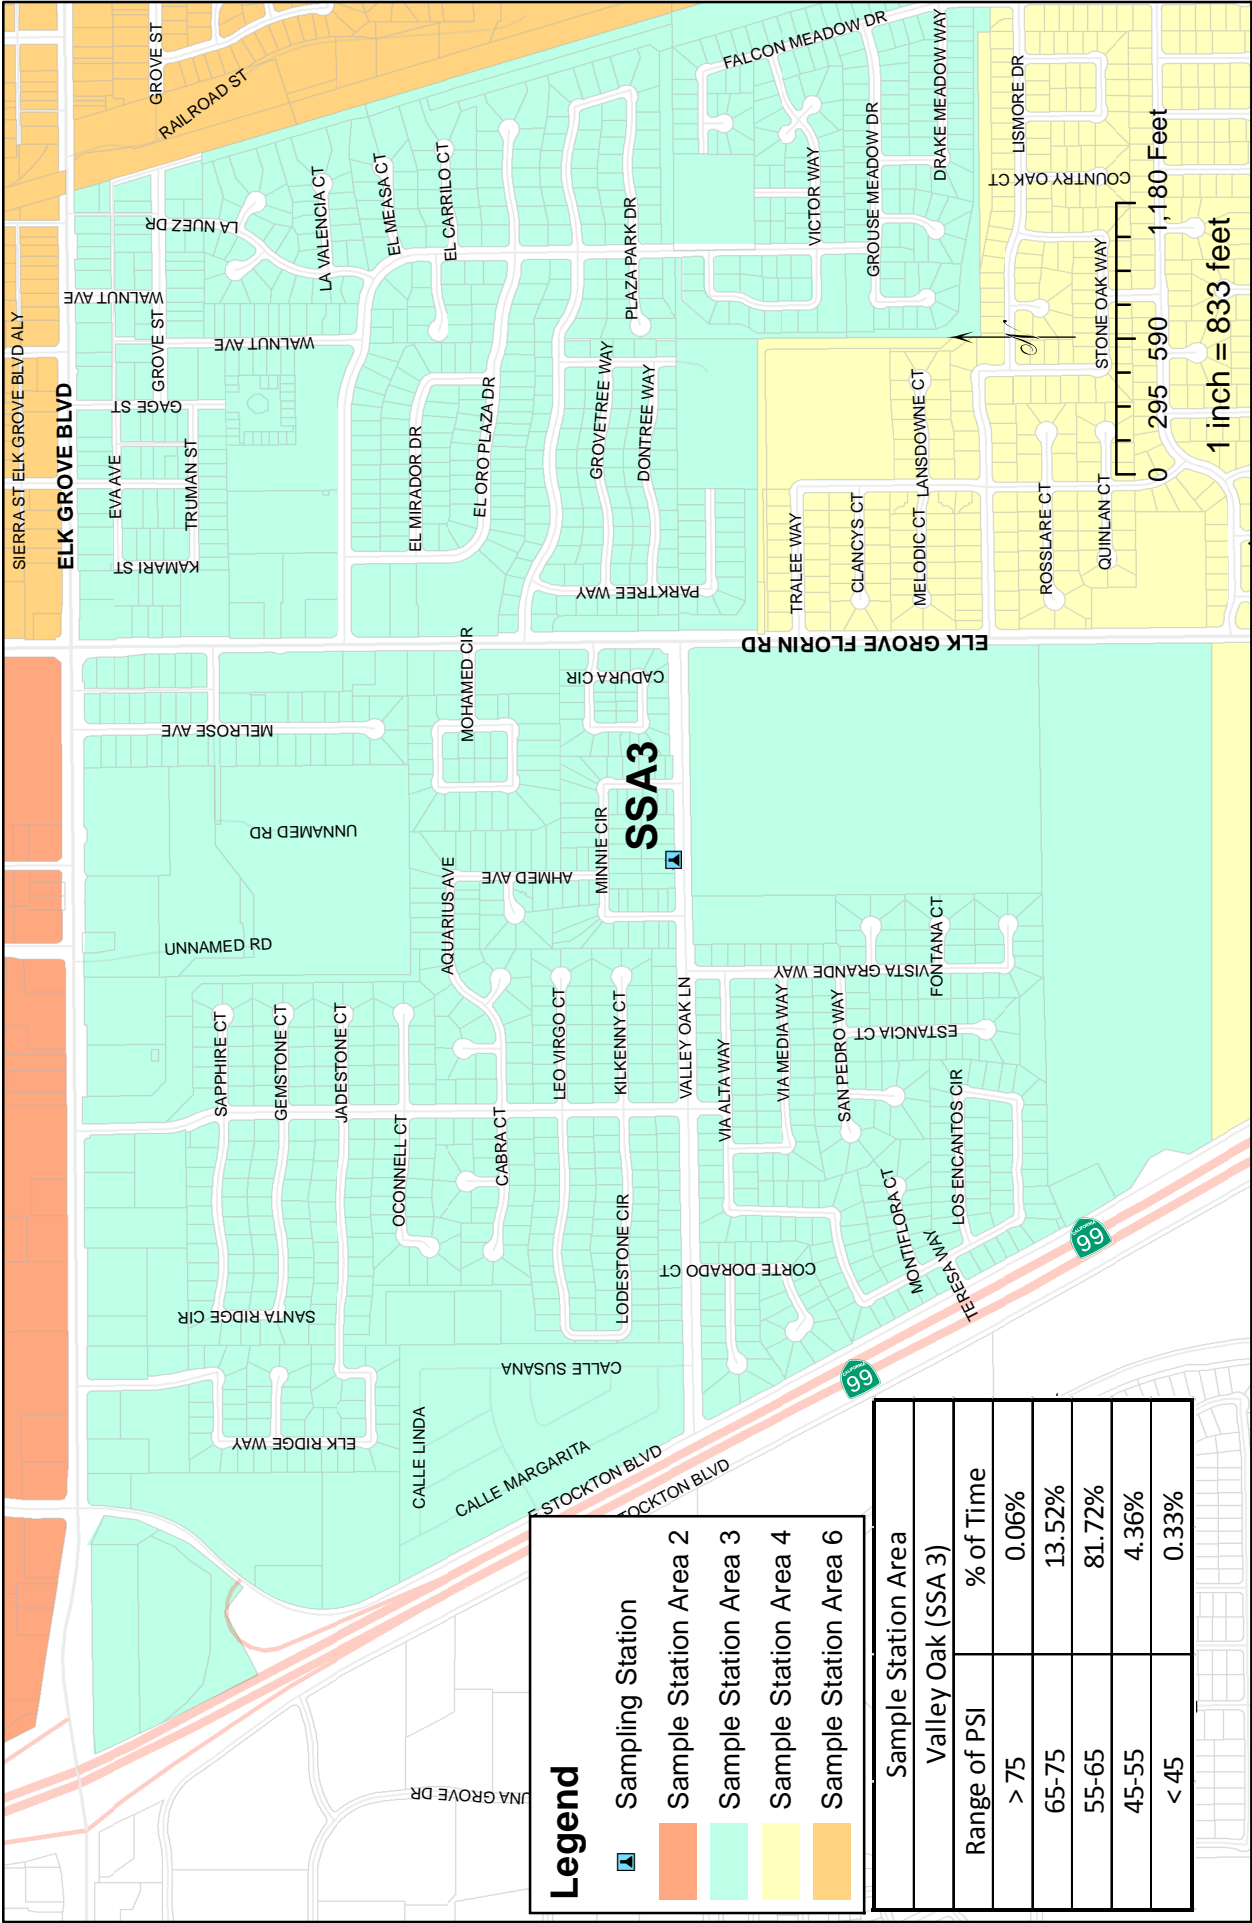 SIERRA ST ELK GROVE BLVD ALY
ELK GROVE BLVD
GROVE ST
RAILROAD ST
WALNUT AVE
LA NUEZ DR
LA VALENCIA CT
EL MEASA CT
EL CARRILO CT
FALCON MEADOW DR
EVA AVE
GAGE ST
GROVE ST
WALNUT AVE
KAMARI ST
TRUMAN ST
EL MIRADOR DR
EL ORO PLAZA DR
GROVETREE WAY
DONTREE WAY
PLAZA PARK DR
PARKTREE WAY
VICTOR WAY
GROUSE MEADOW DR
DRAKE MEADOW WAY
LISMORE DR
COUNTRY OAK CT
STONE OAK WAY
TRALEE WAY
CLANCYS CT
MELODIC CT
LANSDOWNE CT
ROSSLARE CT
QUINLAN CT
N
0 295 590 1,180 Feet
1 inch = 833 feet
ELK GROVE FLORIN RD
MELROSE AVE
MOHAMED CIR
CADURA CIR
UNNAMED RD
UNNAMED RD
AQUARIUS AVE
AHMED AVE
MINNIE CIR
SSA3
SAPPHIRE CT
GEMSTONE CT
JADESTONE CT
OCONNELL CT
CABRA CT
LEO VIRGO CT
KILKENNY CT
LODESTONE CIR
VALLEY OAK LN
VIA ALTA WAY
VIA MEDIA WAY
VISTA GRANDE WAY
SAN PEDRO WAY
FONTANA CT
ESTANCIA CT
LOS ENCANTOS CIR
MONTIFLORA CT
TERESA WAY
CORTE DORADO CT
SANTA RIDGE CIR
ELK RIDGE WAY
CALLE LINDA
CALLE SUSANA
CALLE MARGARITA
E STOCKTON BLVD
TOCKTON BLVD
CALIFORNIA
99
CALIFORNIA
99
UNA GROVE DR
Legend
Sampling Station
Sample Station Area 2
Sample Station Area 3
Sample Station Area 4
Sample Station Area 6
Sample Station Area
Valley Oak (SSA 3)
Range of PSI % of Time
> 75 0.06%
65-75 13.52%
55-65 81.72%
45-55 4.36%
< 45 0.33%